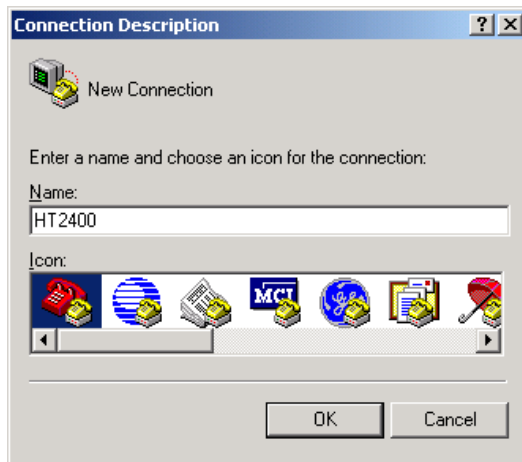 Connection Description
New Connection
Enter a name and choose an icon for the connection:
Name:
HT2400
Icon:
MCI
OK
Cancel